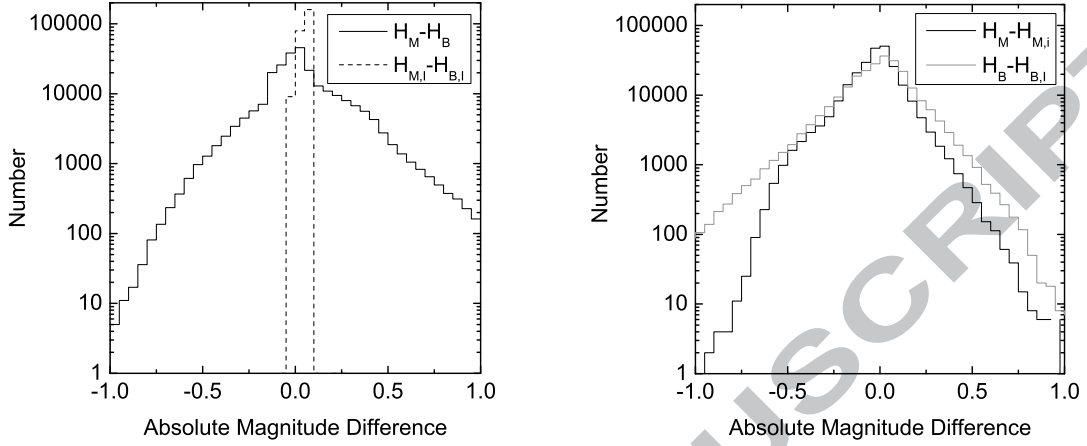 100000
10000
1000
100
10
1
-1.0 -0.5 0.0 0.5 1.0
Number
Absolute Magnitude Difference
H_M-H_B
H_M,I-H_B,I
100000
10000
1000
100
10
1
-1.0 -0.5 0.0 0.5 1.0
Number
Absolute Magnitude Difference
H_M-H_M,i
H_B-H_B,I
USCRIPT